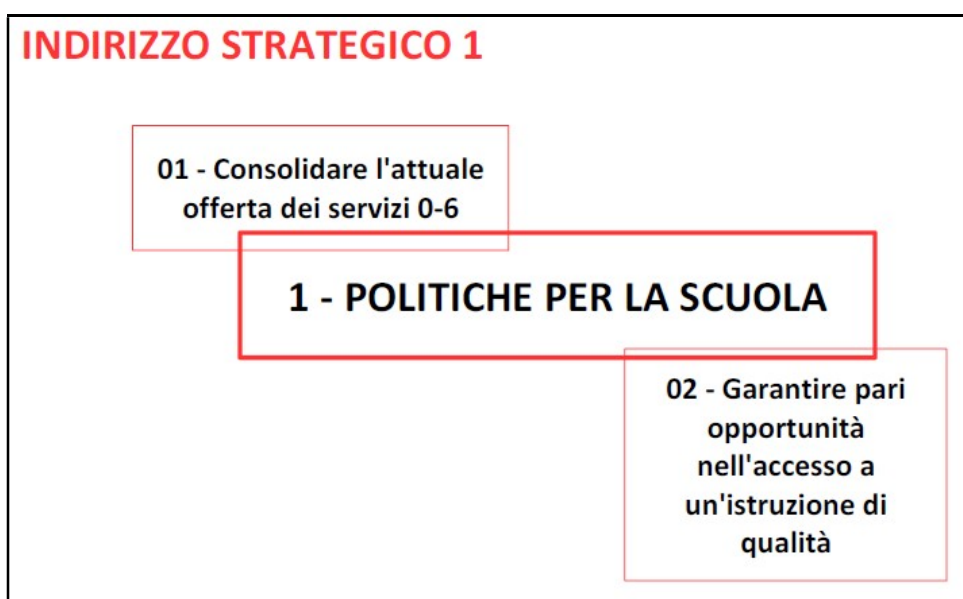 INDIRIZZO STRATEGICO 1
01 - Consolidare l'attuale
offerta dei servizi 0-6
1 - POLITICHE PER LA SCUOLA
02 - Garantire pari
opportunità
nell'accesso a
un'istruzione di
qualità